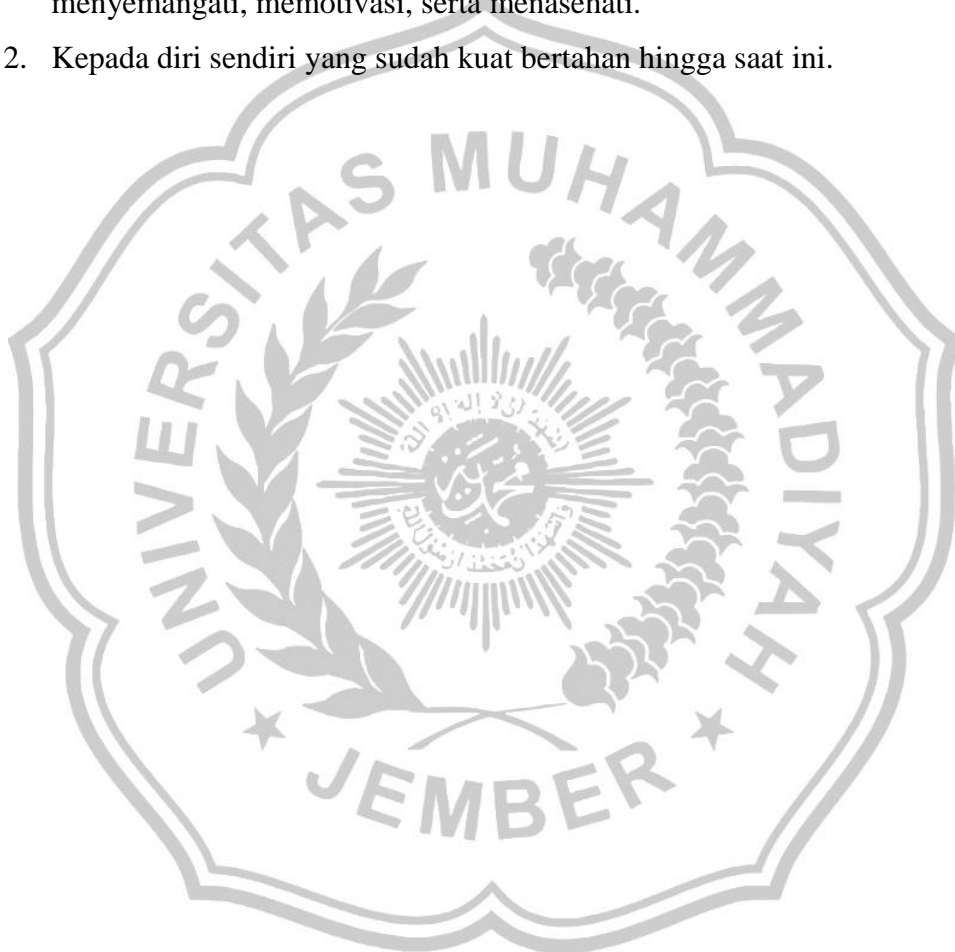 menyemangati, memotivasi, serta menasehati.
2. Kepada diri sendiri yang sudah kuat bertahan hingga saat ini.
UNIVERSITAS MUHAMMADIYAH
JEMBER